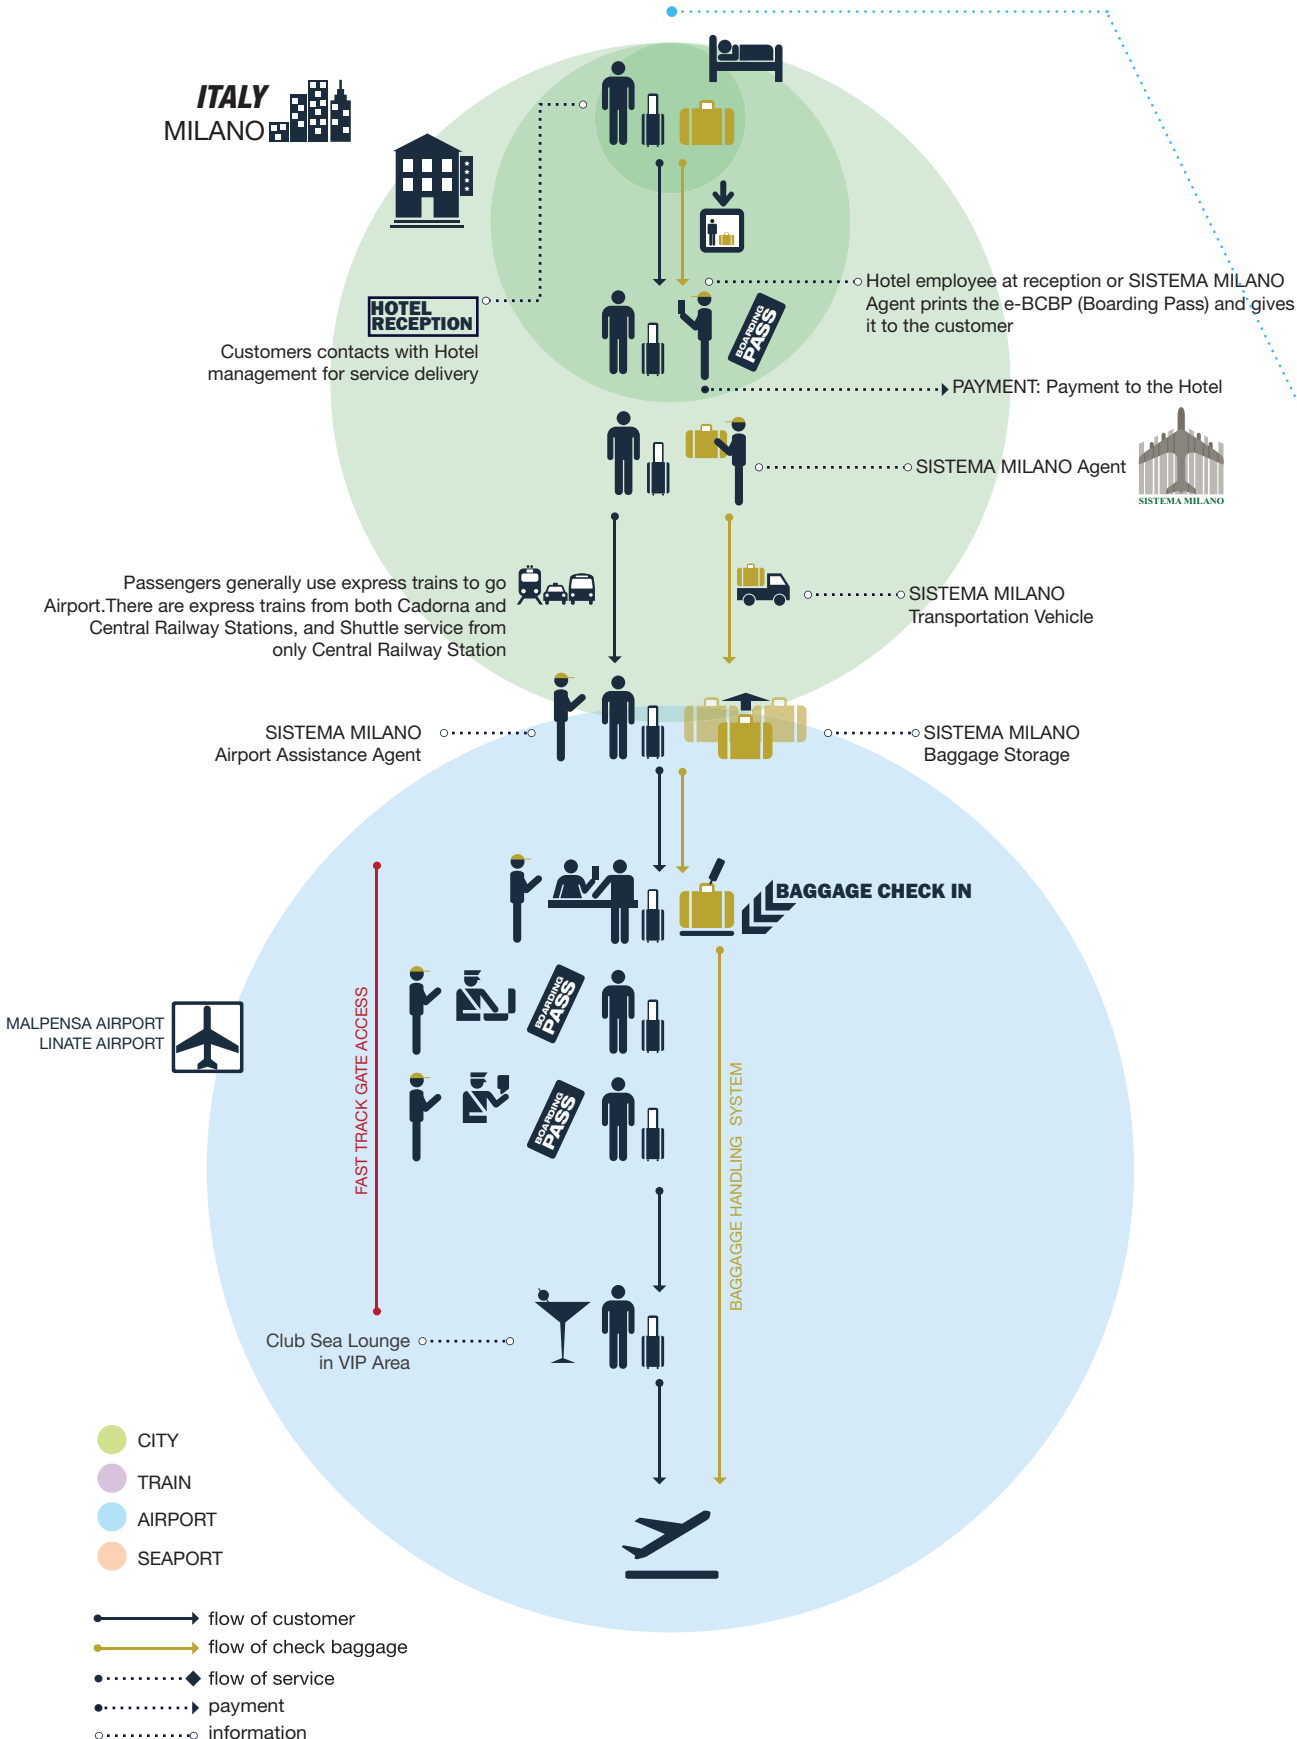 ITALY
MILANO
Hotel employee at reception or SISTEMA MILANO
Agent prints the e-BCBP (Boarding Pass) and gives
it to the customer
HOTEL
RECEPTION
BOARDING
PASS
Customers contacts with Hotel
management for service delivery
PAYMENT: Payment to the Hotel
SISTEMA MILANO Agent
SISTEMA MILANO
Passengers generally use express trains to go
Airport.There are express trains from both Cadorna and
Central Railway Stations, and Shuttle service from
only Central Railway Station
SISTEMA MILANO
Transportation Vehicle
SISTEMA MILANO
Airport Assistance Agent
SISTEMA MILANO
Baggage Storage
BAGGAGE CHECK IN
BOARDING
PASS
MALPENSA AIRPORT
LINATE AIRPORT
FAST TRACK GATE ACCESS
BOARDING
PASS
BAGGAGGE HANDLING SYSTEM
Club Sea Lounge
in VIP Area
CITY
TRAIN
AIRPORT
SEAPORT
flow of customer
flow of check baggage
flow of service
payment
information